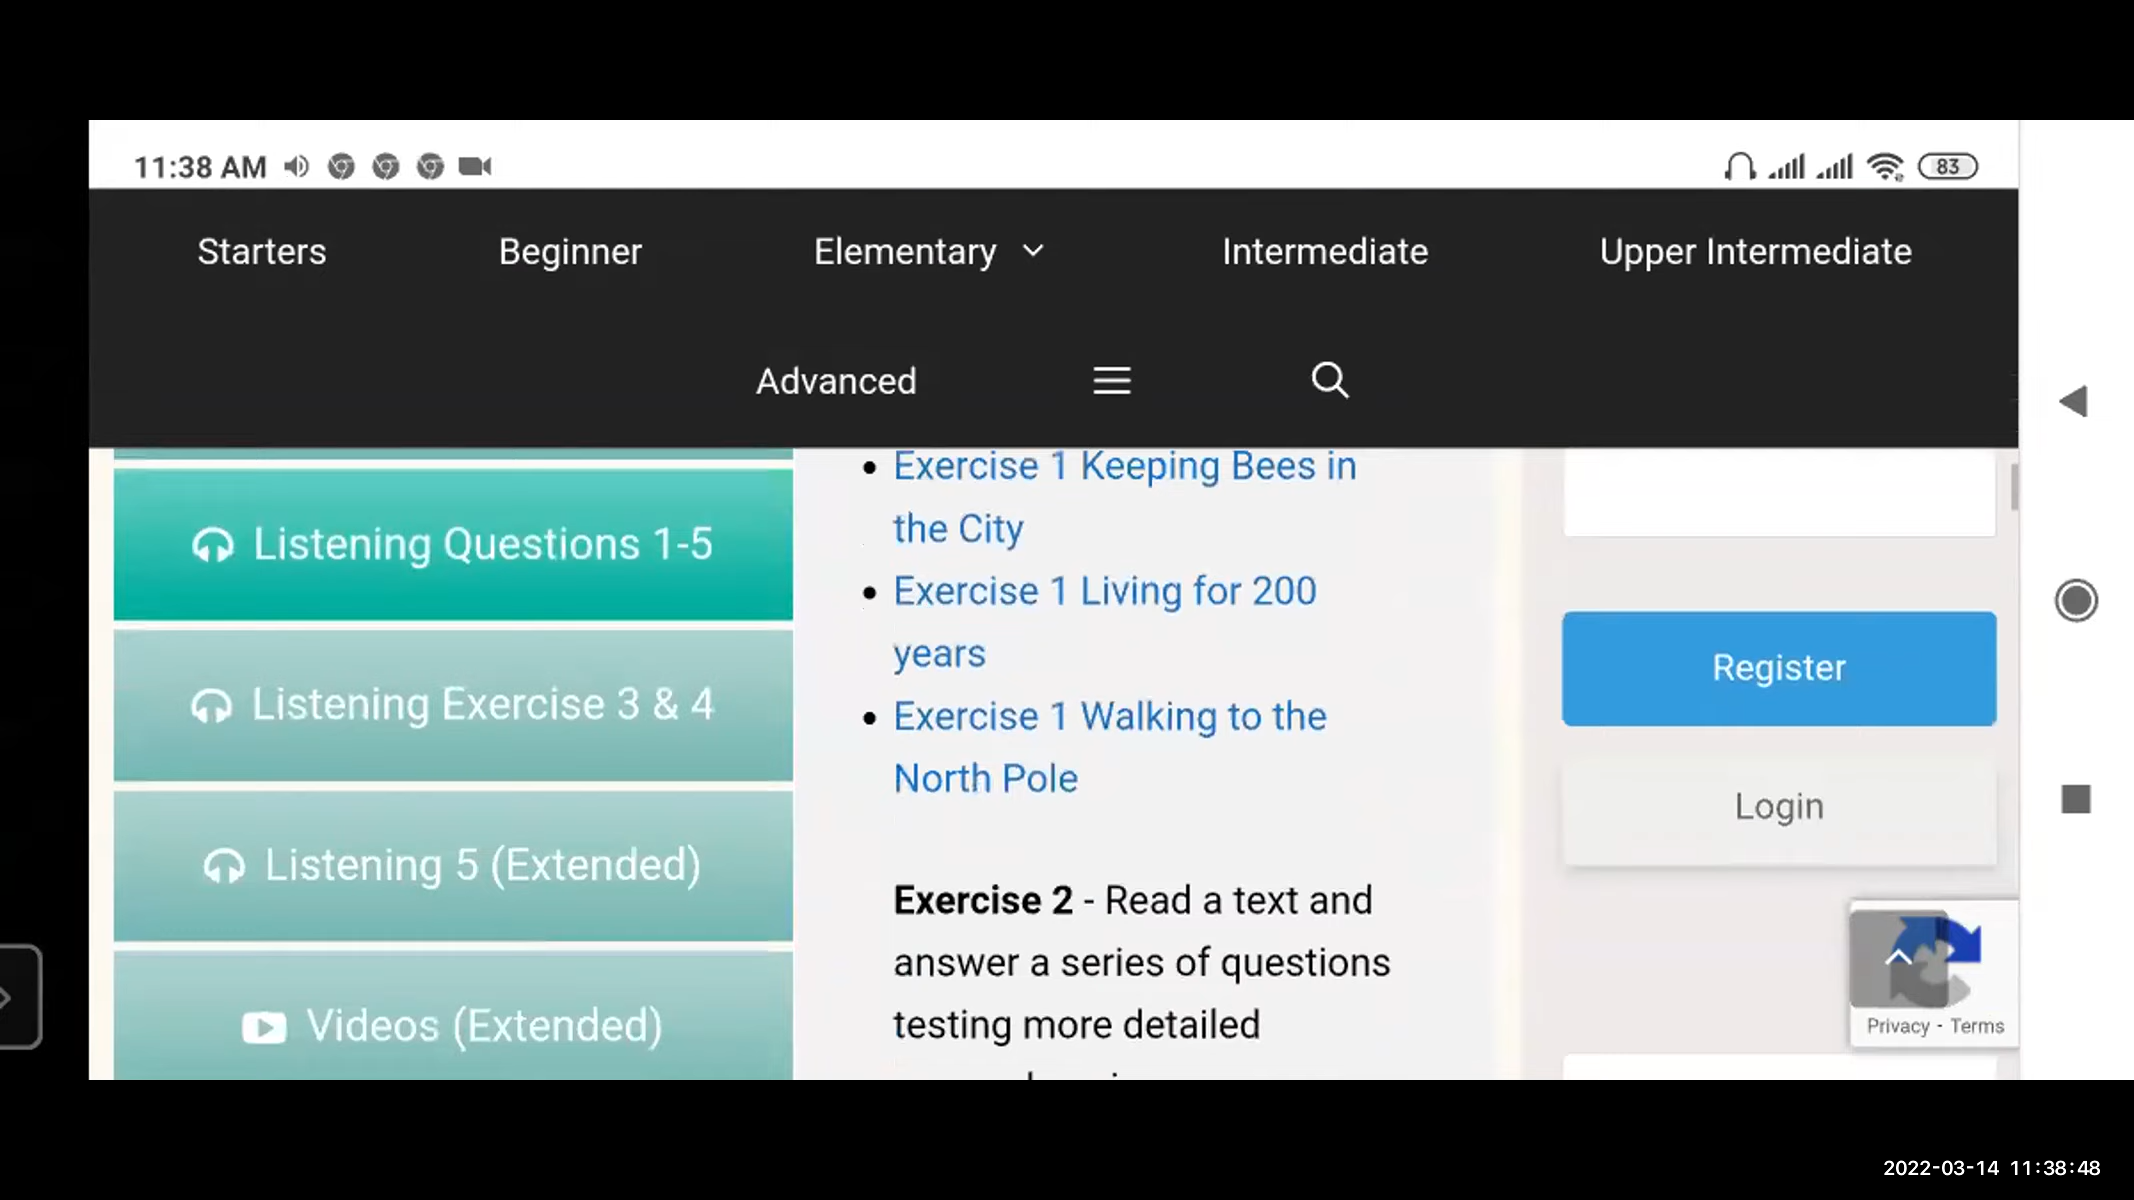 11:38 AM
83
Starters Beginner Elementary Intermediate Upper Intermediate
Advanced
Listening Questions 1-5
Listening Exercise 3 & 4
Listening 5 (Extended)
Videos (Extended)
Exercise 1 Keeping Bees in
the City
Exercise 1 Living for 200
years
Exercise 1 Walking to the
North Pole
Exercise 2 - Read a text and
answer a series of questions
testing more detailed
Register
Login
Privacy - Terms
2022-03-14 11:38:48